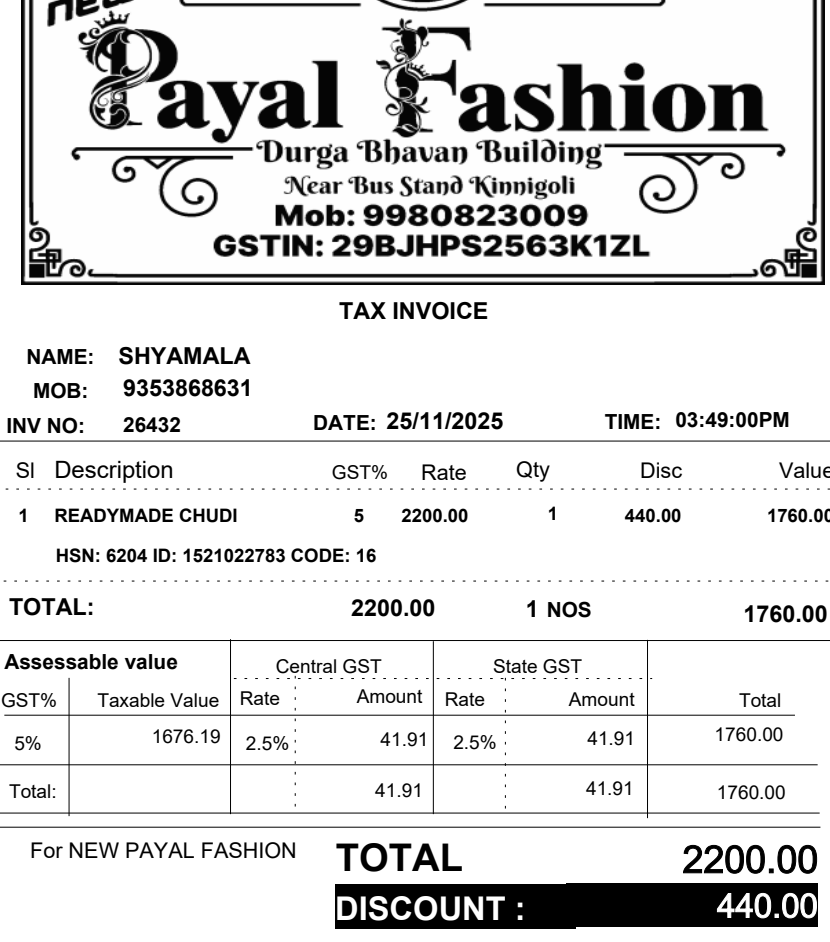 new
Payal Fashion
Durga Bhavan Building
Near Bus Stand Kinnigoli
Mob: 9980823009
GSTIN: 29BJHPS2563K1ZL
TAX INVOICE
NAME: SHYAMALA
MOB: 9353868631
INV NO: 26432 DATE: 25/11/2025 TIME: 03:49:00PM
Sl Description GST% Rate Qty Disc Value
1 READYMADE CHUDI 5 2200.00 1 440.00 1760.00
HSN: 6204 ID: 1521022783 CODE: 16
TOTAL: 2200.00 1 NOS 1760.00
Assessable value Central GST State GST
GST% Taxable Value Rate Amount Rate Amount Total
5% 1676.19 2.5% 41.91 2.5% 41.91 1760.00
Total: 41.91 41.91 1760.00
For NEW PAYAL FASHION TOTAL 2200.00
DISCOUNT : 440.00